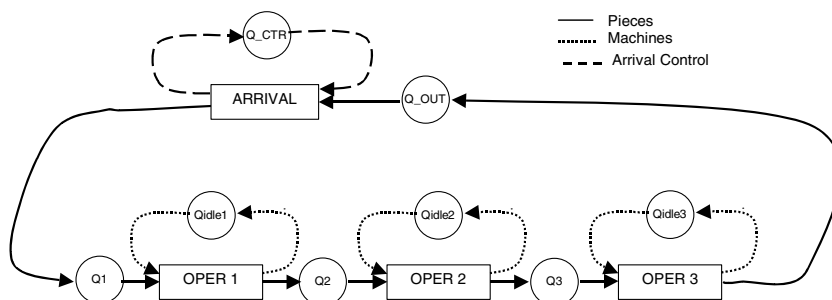 Q_CTR
Pieces
Machines
Arrival Control
ARRIVAL
Q_OUT
Qidle1
Qidle2
Qidle3
Q1
OPER 1
Q2
OPER 2
Q3
OPER 3